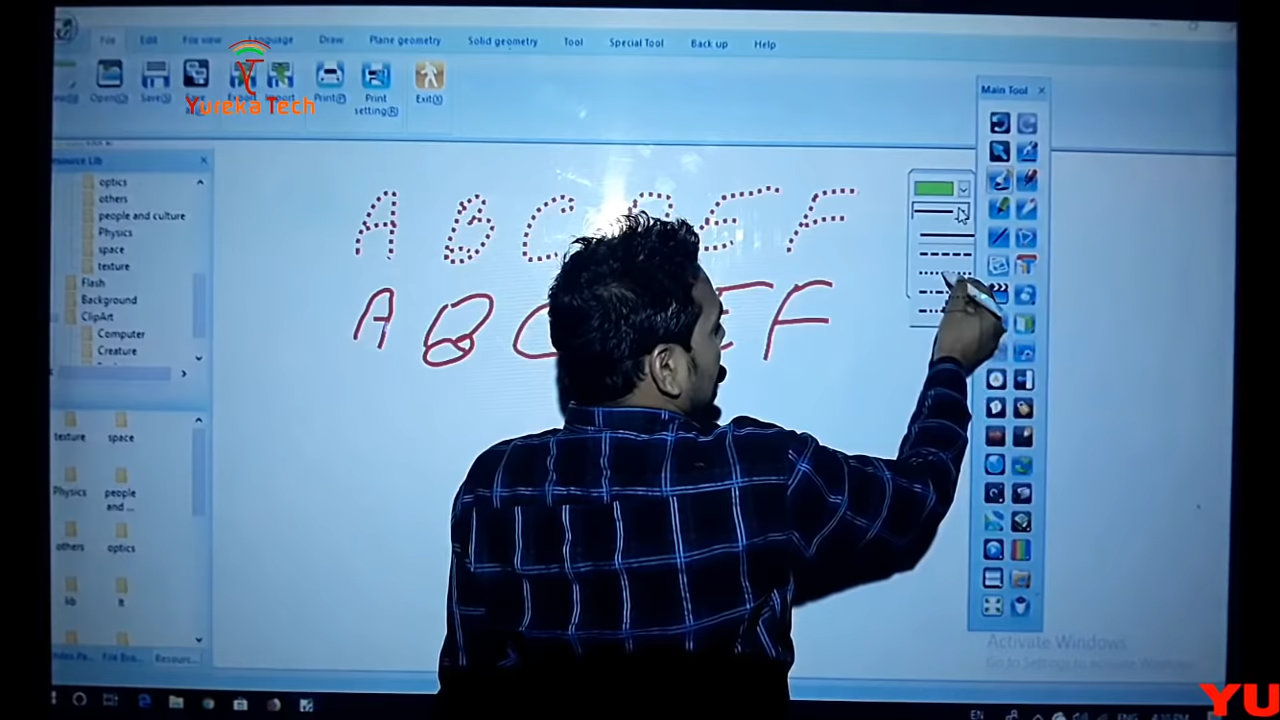 File Edit File view Language Draw Plane geometry Solid geometry Tool Special Tool Back up Help
Open(O) Save(S) Export Import Print(P) Print setting(R) Exit(X)
Yureka Tech
Main Tool
Resource Lib
optics
others
people and culture
Physics
space
texture
Flash
Background
ClipArt
Computer
Creature
A B C D E F
A B C E F
texture space
Physics people and ...
others optics
Activate Windows
Go to Settings to activate Windows.
EN
YU